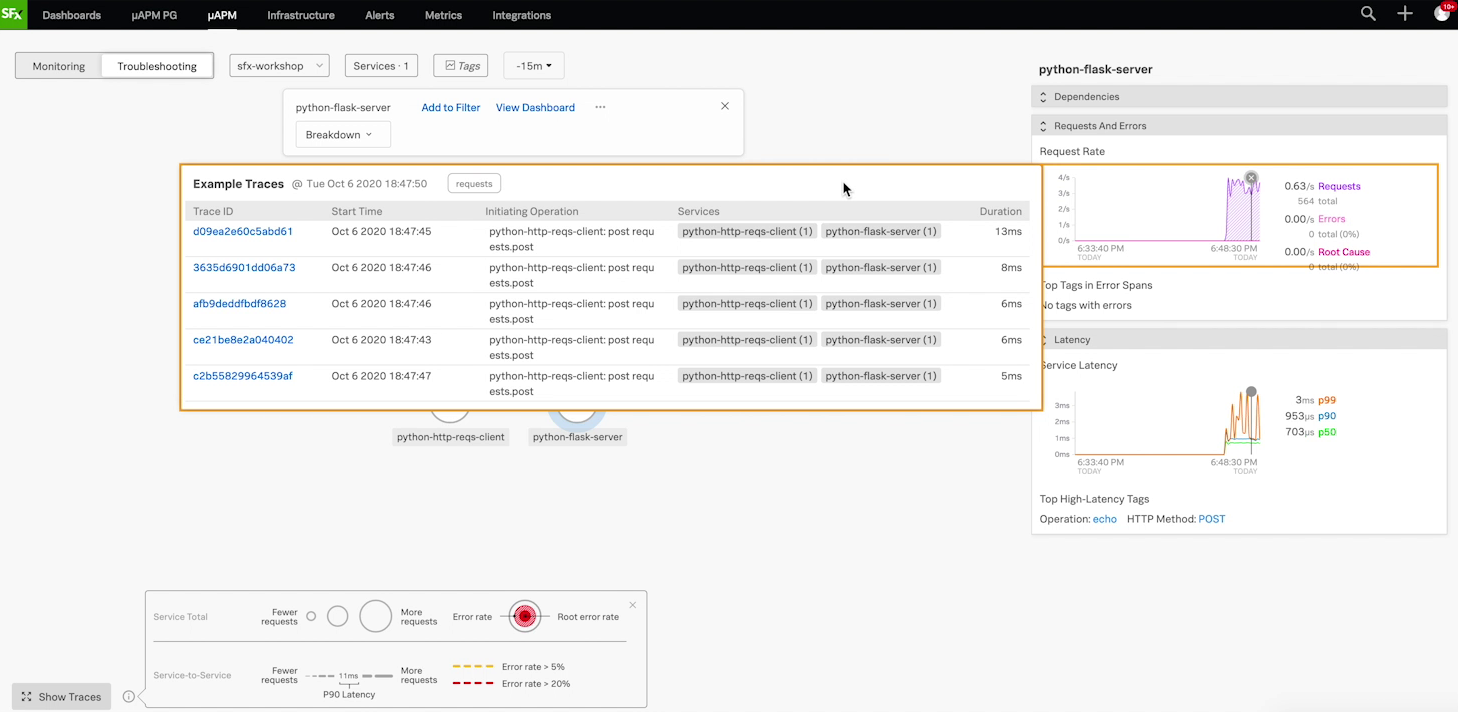 SFx Dashboards µAPM PG µAPM Infrastructure Alerts Metrics Integrations 10+
Monitoring Troubleshooting sfx-workshop Services · 1 Tags -15m
python-flask-server Add to Filter View Dashboard ···
Breakdown
Example Traces @ Tue Oct 6 2020 18:47:50 requests
Trace ID Start Time Initiating Operation Services Duration
d09ea2e60c5abd61 Oct 6 2020 18:47:45 python-http-reqs-client: post requ python-http-reqs-client (1) python-flask-server (1) 13ms
ests.post
3635d6901dd06a73 Oct 6 2020 18:47:46 python-http-reqs-client: post requ python-http-reqs-client (1) python-flask-server (1) 8ms
ests.post
afb9deddfbdf8628 Oct 6 2020 18:47:46 python-http-reqs-client: post requ python-http-reqs-client (1) python-flask-server (1) 6ms
ests.post
ce21be8e2a040402 Oct 6 2020 18:47:43 python-http-reqs-client: post requ python-http-reqs-client (1) python-flask-server (1) 6ms
ests.post
c2b55829964539af Oct 6 2020 18:47:47 python-http-reqs-client: post requ python-http-reqs-client (1) python-flask-server (1) 5ms
ests.post
python-http-reqs-client python-flask-server
python-flask-server
Dependencies
Requests And Errors
Request Rate
4/s
3/s
2/s
1/s
0/s
6:33:40 PM 6:48:30 PM
TODAY TODAY
0.63/s Requests
564 total
0.00/s Errors
0 total (0%)
0.00/s Root Cause
0 total (0%)
Top Tags in Error Spans
No tags with errors
Latency
Service Latency
3ms
2ms
1ms
0ms
6:33:40 PM 6:48:30 PM
TODAY TODAY
3ms p99
953µs p90
703µs p50
Top High-Latency Tags
Operation: echo HTTP Method: POST
Service Total Fewer requests More requests Error rate Root error rate
Service-to-Service Fewer requests 11ms More requests
P90 Latency
Error rate > 5%
Error rate > 20%
Show Traces